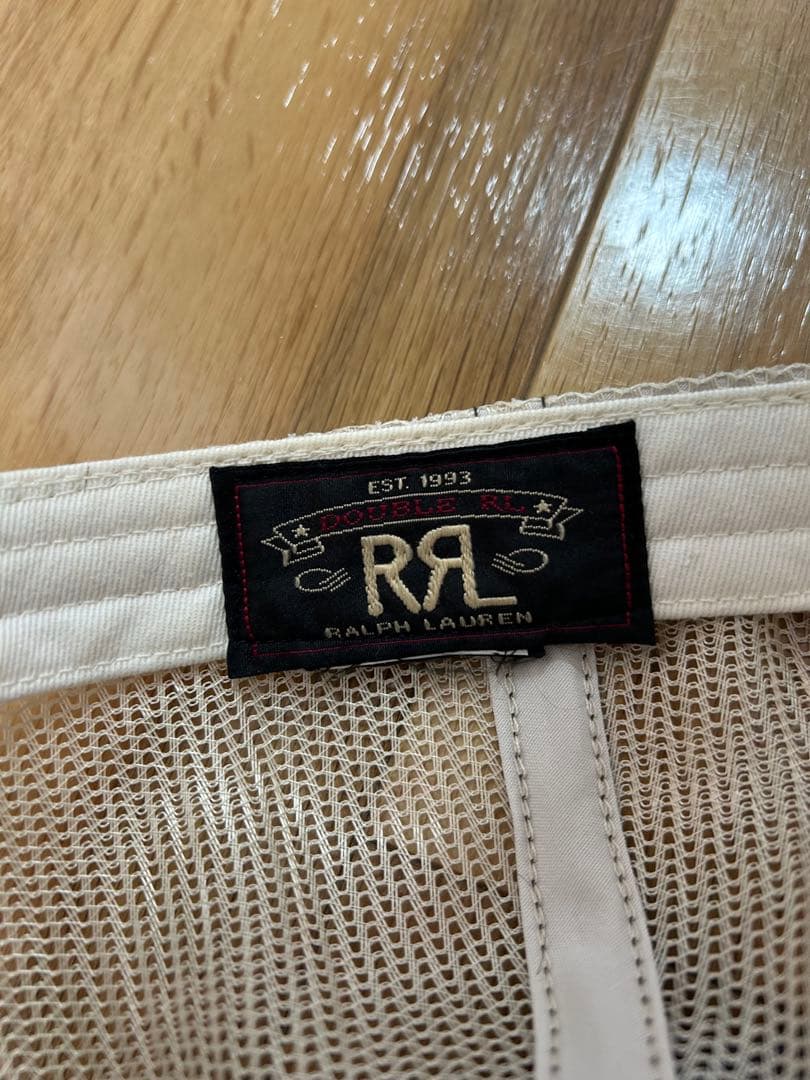 EST. 1993
DOUBLE RL
RRL
RALPH LAUREN